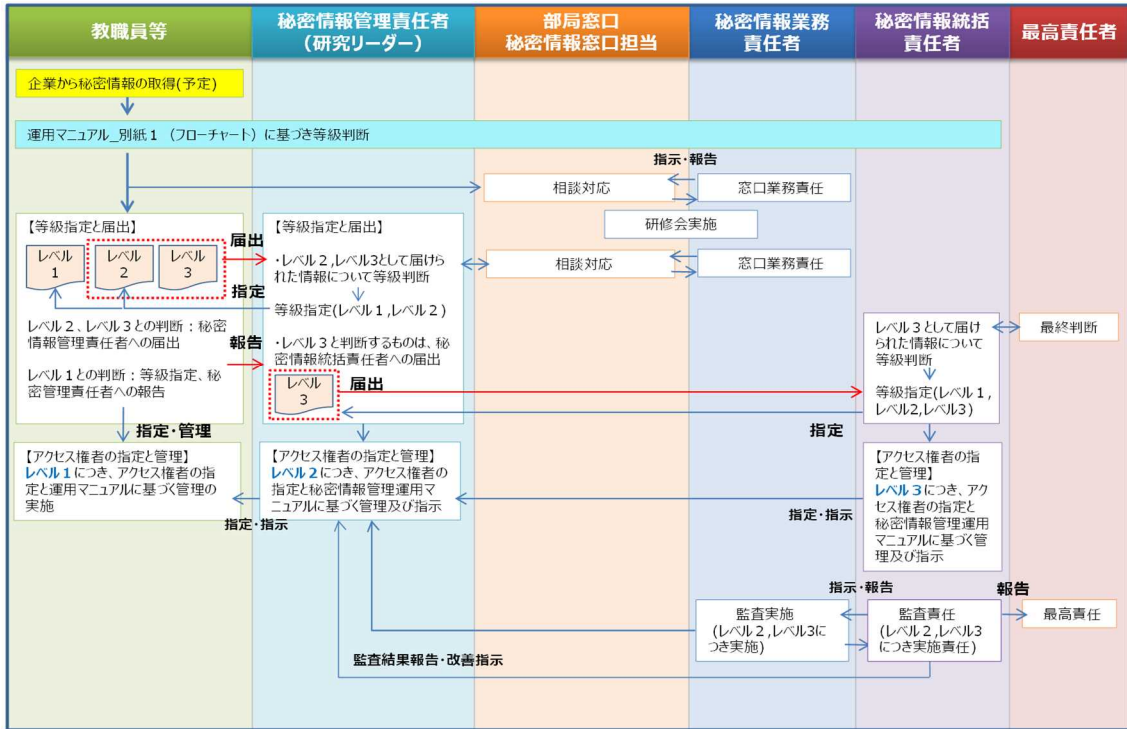 教職員等
秘密情報管理責任者
(研究リーダー)
部局窓口
秘密情報窓口担当
秘密情報業務
責任者
秘密情報統括
責任者
最高責任者
企業から秘密情報の取得(予定)
運用マニュアル_別紙1 (フローチャート)に基づき等級判断
指示・報告
相談対応
窓口業務責任
研修会実施
【等級指定と届出】
レベル
1
レベル
2
レベル
3
届出
指定
レベル2、レベル3との判断:秘密
情報管理責任者への届出
報告
レベル1との判断:等級指定、秘
密管理責任者への報告
【等級指定と届出】
・レベル2,レベル3として届けら
れた情報について等級判断
等級指定(レベル1,レベル2)
・レベル3と判断するものは、秘
密情報統括責任者への届出
レベル
3
届出
相談対応
窓口業務責任
レベル3として届け
られた情報について
等級判断
等級指定(レベル1,
レベル2,レベル3)
最終判断
指定・管理
指定
【アクセス権者の指定と管理】
レベル1につき、アクセス権者の指
定と運用マニュアルに基づく管理の
実施
【アクセス権者の指定と管理】
レベル2につき、アクセス権者の
指定と秘密情報管理運用マ
ニュアルに基づく管理及び指示
【アクセス権者の指
定と管理】
レベル3につき、アク
セス権者の指定と
秘密情報管理運用
マニュアルに基づく管
理及び指示
指定・指示
指定・指示
指示・報告
報告
監査実施
(レベル2,レベル3に
つき実施)
監査責任
(レベル2,レベル3
につき実施責任)
最高責任
監査結果報告・改善指示